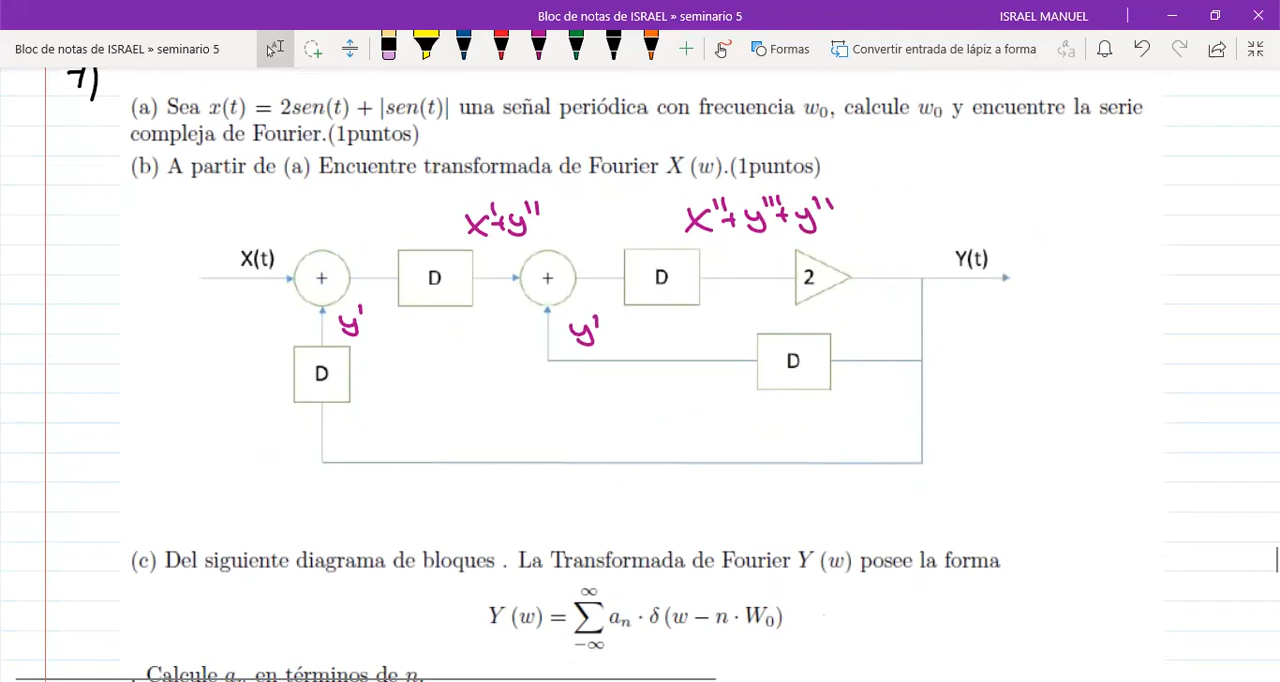 Bloc de notas de ISRAEL » seminario 5
ISRAEL MANUEL
Bloc de notas de ISRAEL » seminario 5
Formas
Convertir entrada de lápiz a forma
7)
(a) Sea x(t) = 2sen(t) + |sen(t)| una señal periódica con frecuencia w₀, calcule w₀ y encuentre la serie
compleja de Fourier.(1puntos)
(b) A partir de (a) Encuentre transformada de Fourier X (w).(1puntos)
x'+y''
x''+y'''+y''
X(t)
+
D
+
D
2
Y(t)
y'
y'
D
D
(c) Del siguiente diagrama de bloques . La Transformada de Fourier Y (w) posee la forma
Y (w) = ∑_{-∞}^{∞} aₙ · δ (w − n · W₀)
. Calcule aₙ en términos de n.